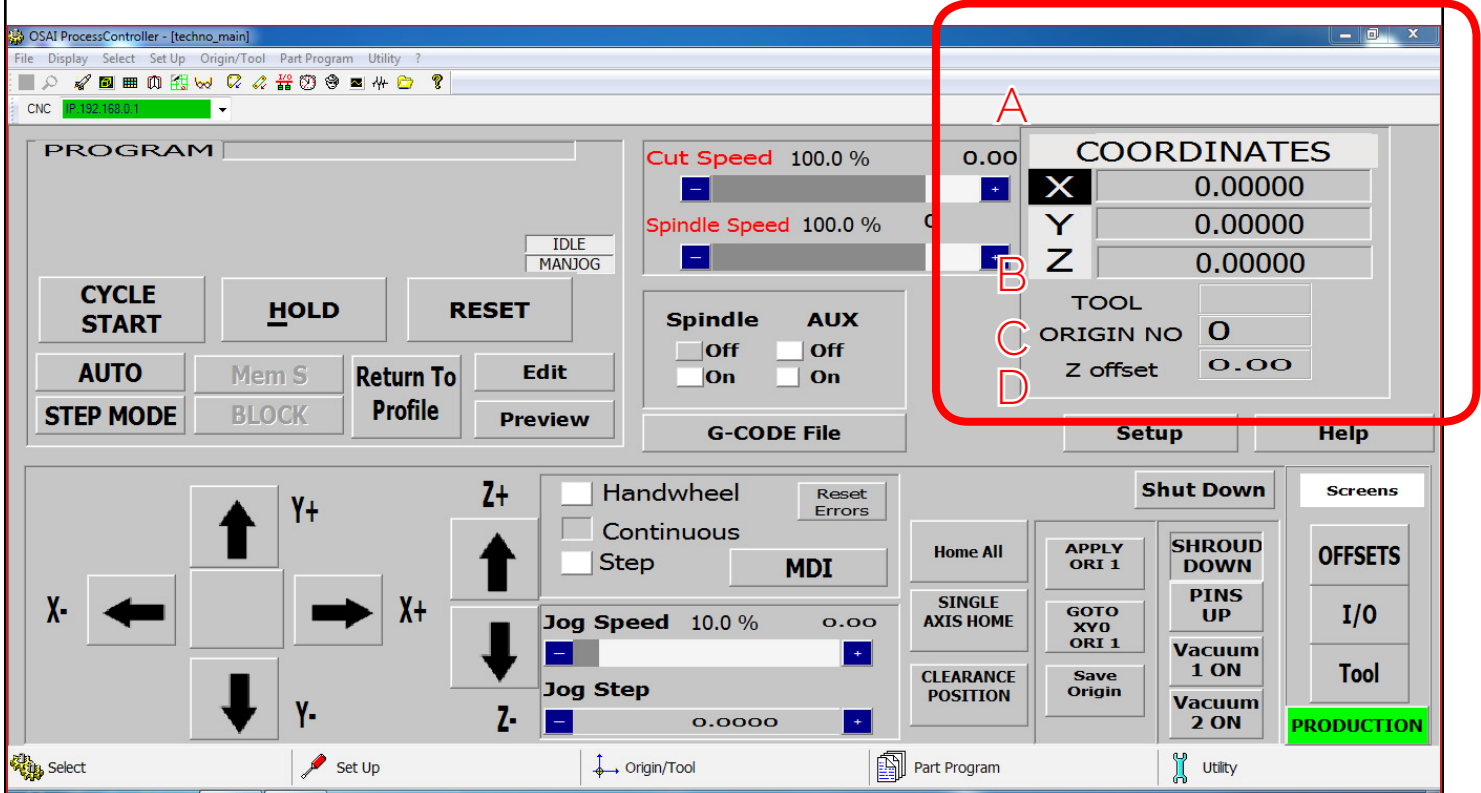 OSAI ProcessController - [techno_main]
File Display Select Set Up Origin/Tool Part Program Utility ?
CNC IP.192.168.0.1
PROGRAM
IDLE
MANJOG
CYCLE START
HOLD
RESET
AUTO
Mem S
Return To Profile
Edit
STEP MODE
BLOCK
Preview
Cut Speed 100.0 % 0.00
- +
Spindle Speed 100.0 %
-
Spindle AUX
Off Off
On On
G-CODE File
A
COORDINATES
X 0.00000
Y 0.00000
Z 0.00000
B
TOOL
C
ORIGIN NO 0
D
Z offset 0.00
Setup
Help
Y+
X-
X+
Y-
Z+
Z-
Handwheel
Reset Errors
Continuous
Step
MDI
Jog Speed 10.0 % 0.00
- +
Jog Step
- 0.0000 +
Home All
SINGLE AXIS HOME
CLEARANCE POSITION
APPLY ORI 1
GOTO XY0 ORI 1
Save Origin
Shut Down
SHROUD DOWN
PINS UP
Vacuum 1 ON
Vacuum 2 ON
Screens
OFFSETS
I/O
Tool
PRODUCTION
Select
Set Up
Origin/Tool
Part Program
Utility